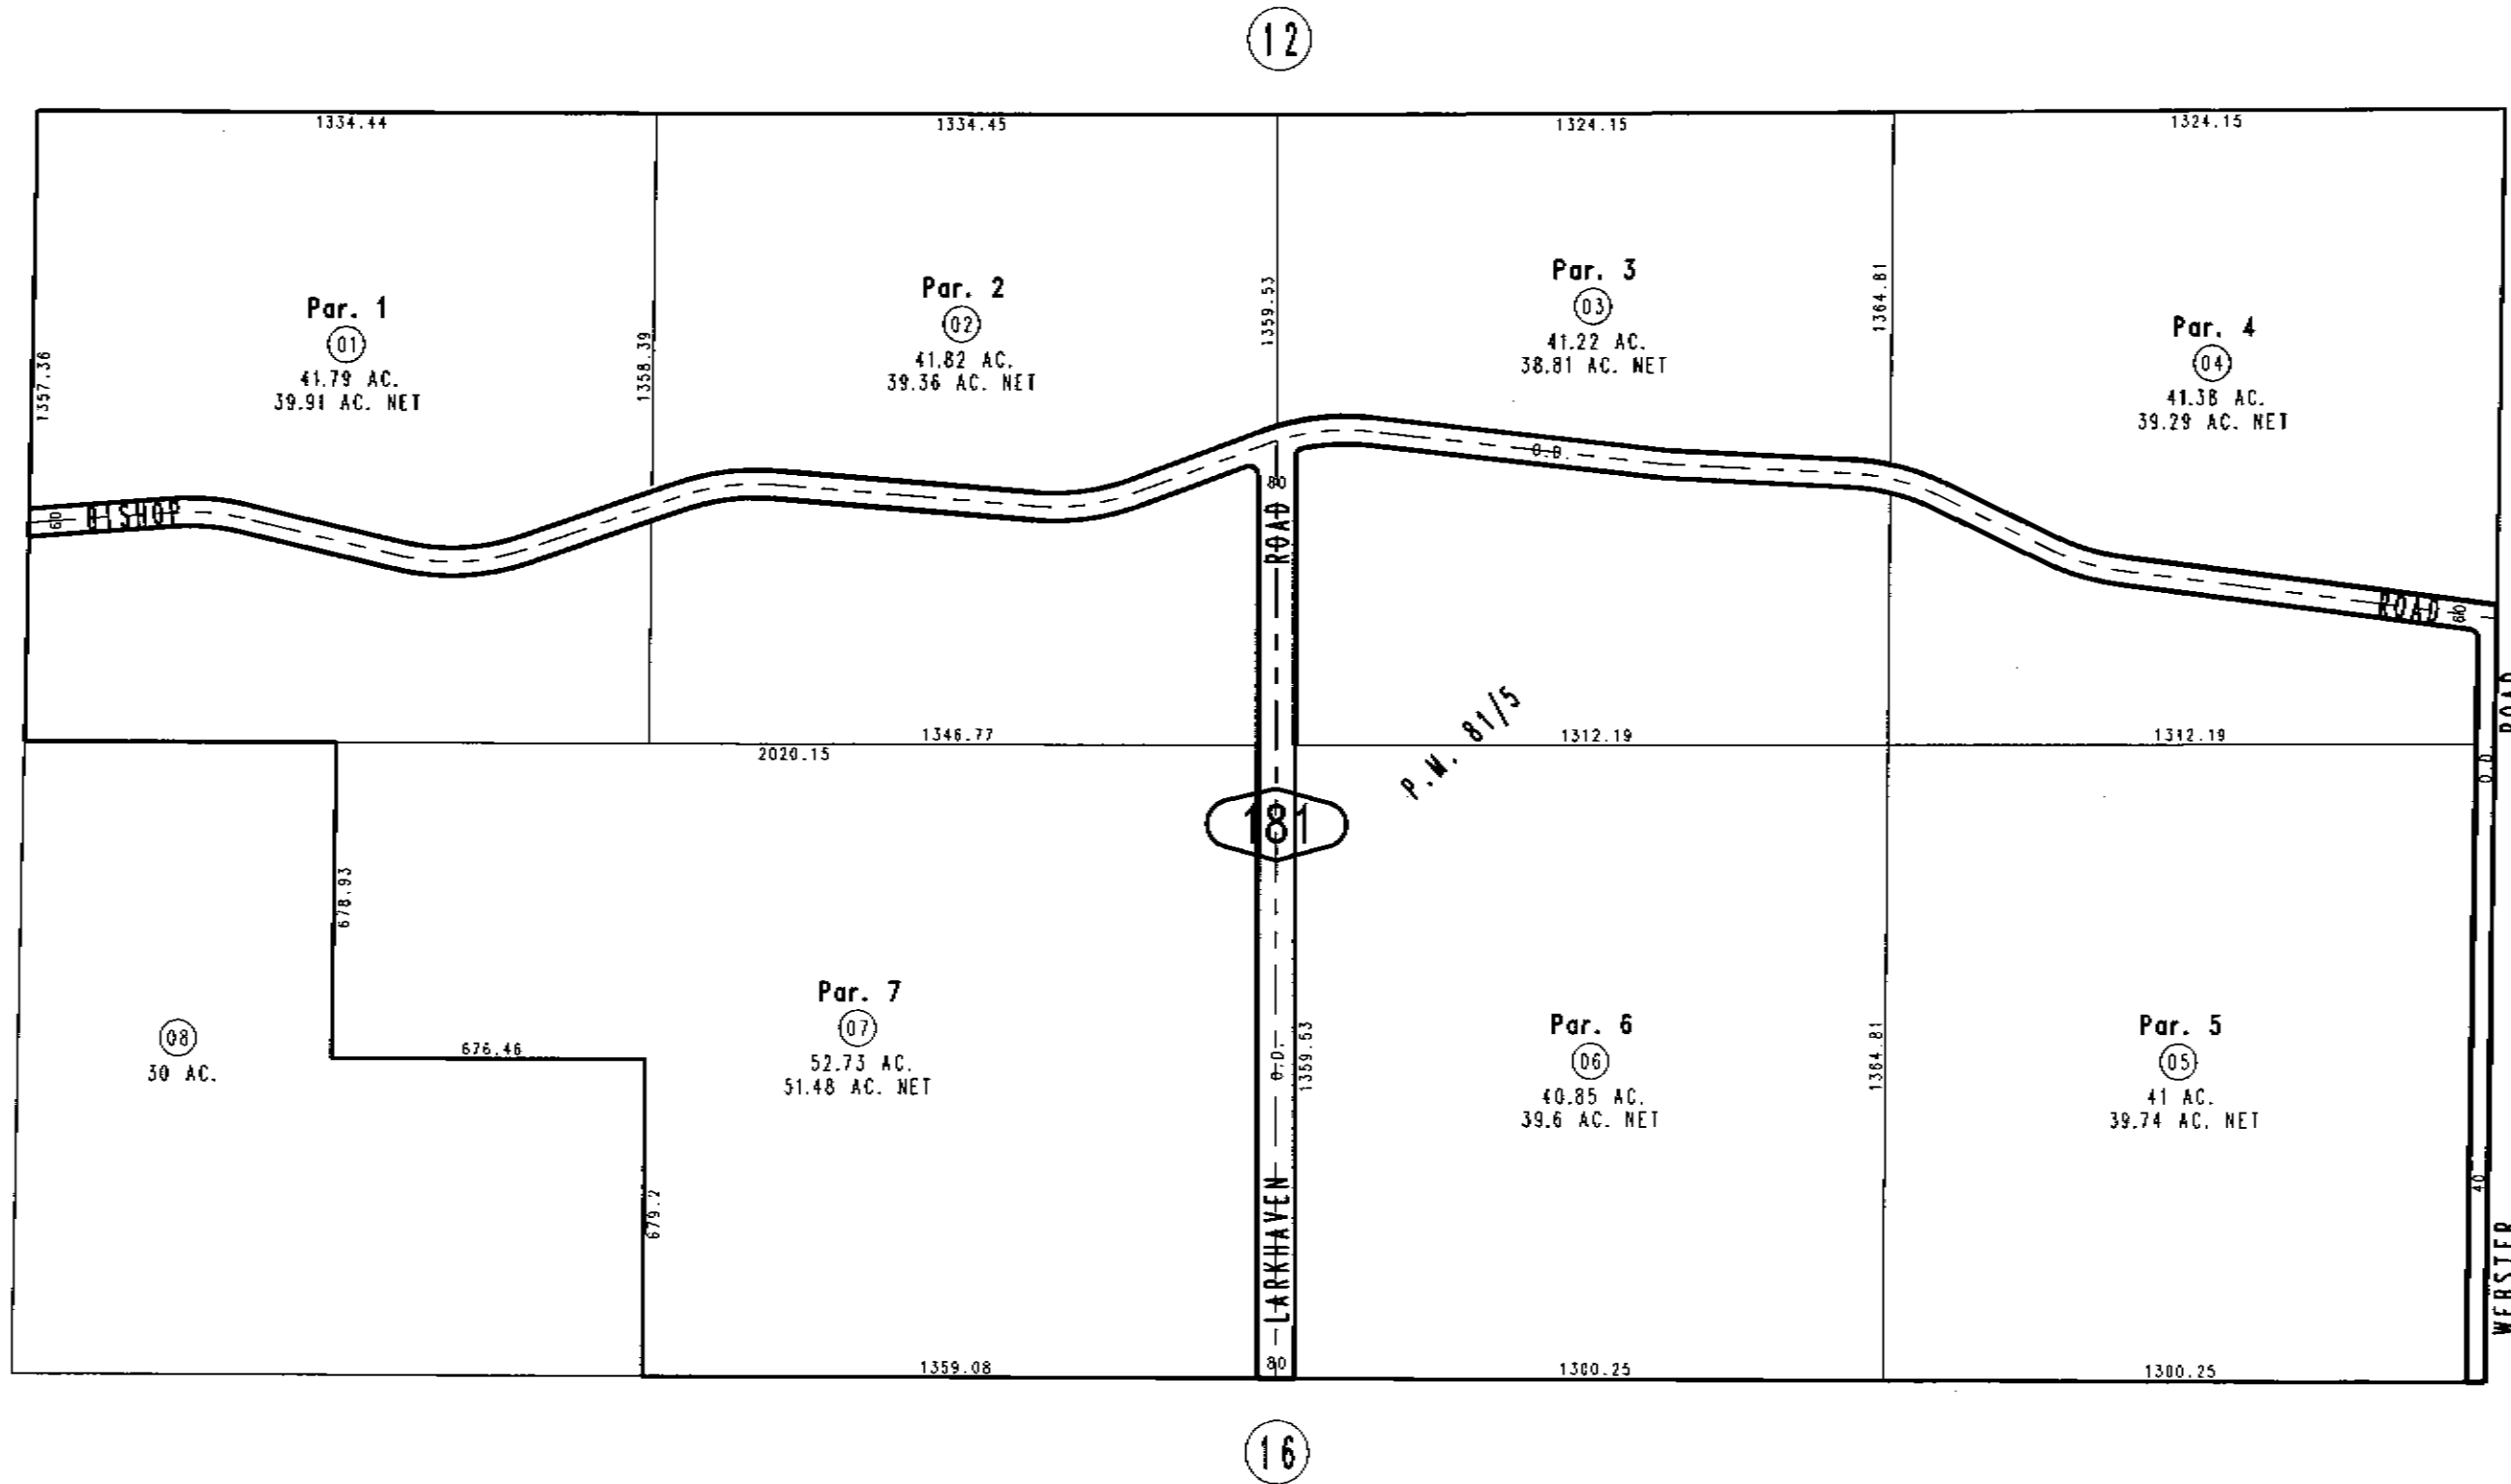 12
1334.44
1334.45
1324.15
1324.15
Par. 1
01
41.79 AC.
39.91 AC. NET
1357.36
1358.39
Par. 2
02
41.82 AC.
39.36 AC. NET
1359.53
Par. 3
03
41.22 AC.
38.81 AC. NET
1364.81
Par. 4
04
41.38 AC.
39.29 AC. NET
60
BISHOP
80
ROAD
O.D.
ROAD
60
ROAD
1346.77
2020.15
P.M. 81/5
1312.19
1312.19
O.D.
181
678.93
08
30 AC.
676.46
679.2
Par. 7
07
52.73 AC.
51.48 AC. NET
O.D.
1359.53
Par. 6
06
40.85 AC.
39.6 AC. NET
1364.81
Par. 5
05
41 AC.
39.74 AC. NET
40
WEBSTER
LARKHAVEN
80
1359.08
1300.25
1300.25
16